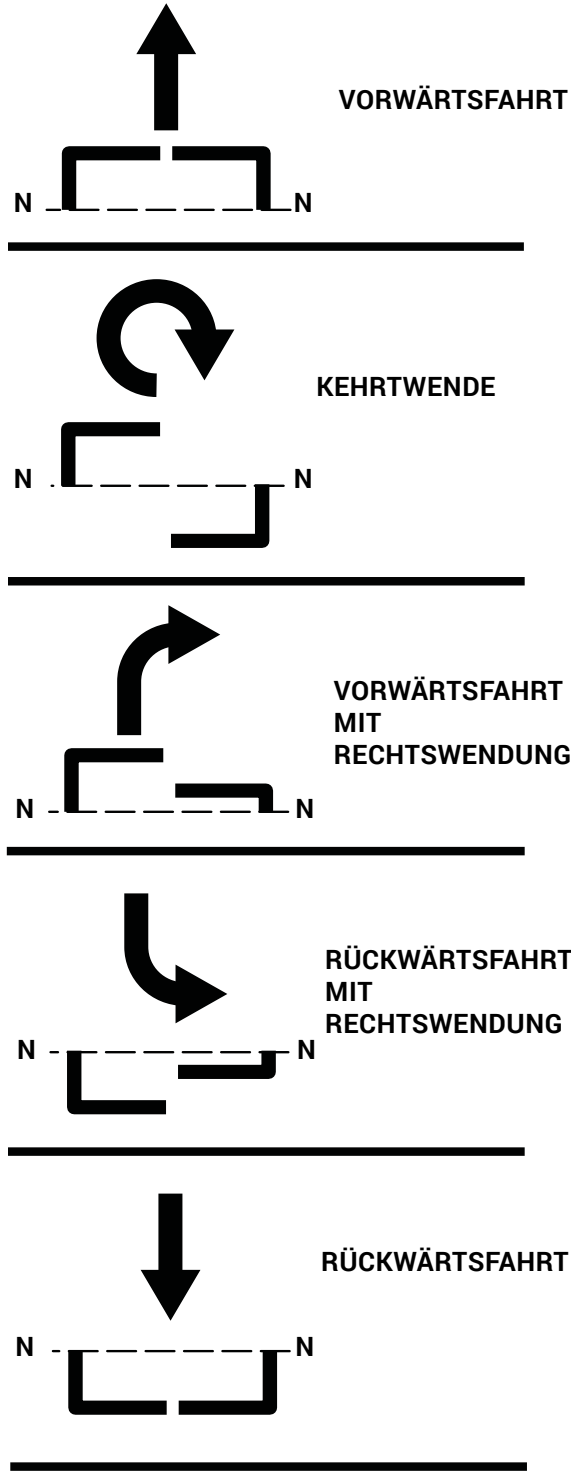 VORWÄRTSFAHRT
N N
KEHRTWENDE
N N
VORWÄRTSFAHRT
MIT
RECHTSWENDUNG
N N
RÜCKWÄRTSFAHRT
MIT
RECHTSWENDUNG
N N
RÜCKWÄRTSFAHRT
N N